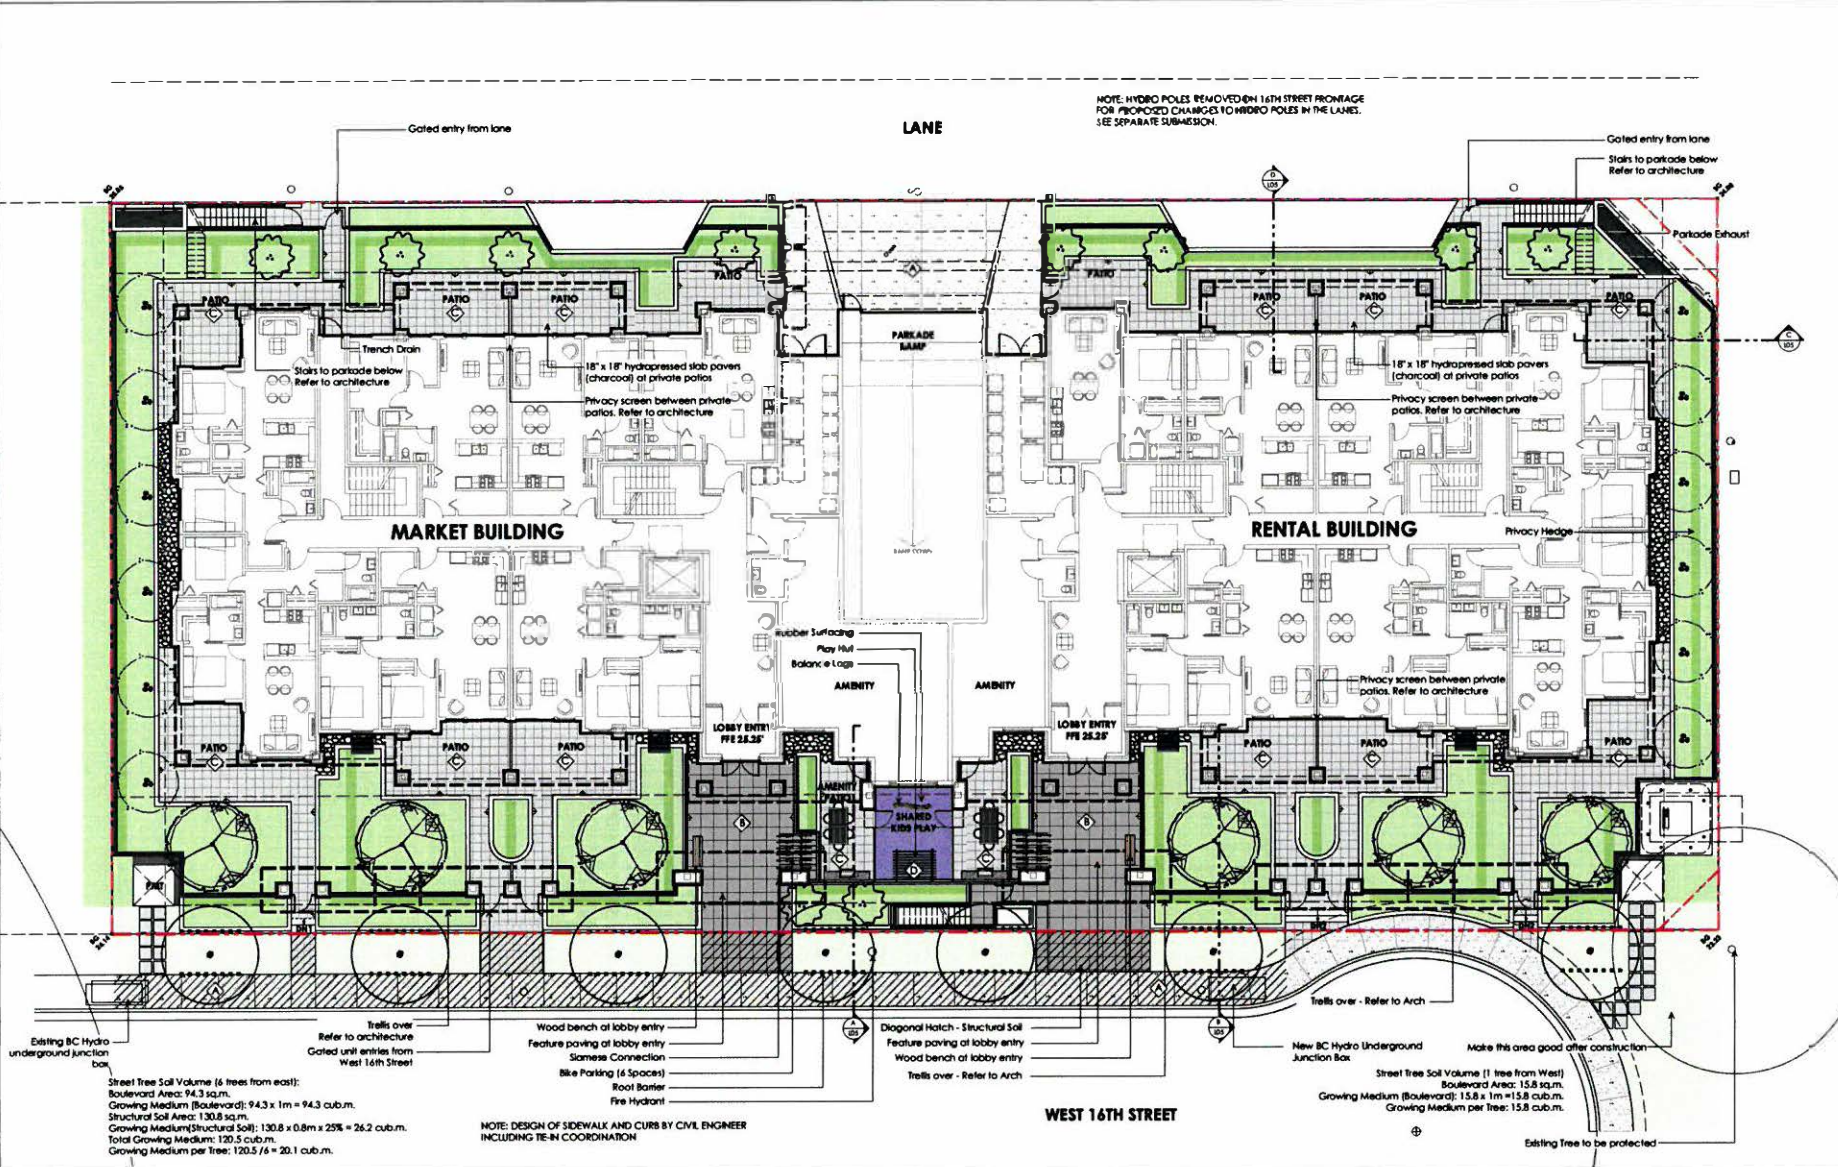 NOTE: HYDRO POLES REMOVED ON 16TH STREET FRONTAGE
FOR PROPOSED CHANGES TO HYDRO POLES IN THE LANES.
SEE SEPARATE SUBMISSION.
LANE
Gated entry from lane
Gated entry from lane
Stairs to parkade below
Refer to architecture
Parkade Exhaust
D
L05
A
PATIO
PATIO
PATIO
PATIO
PATIO
PATIO
PATIO
PATIO
C
C
C
C
C
C
C
L05
PARKADE
RAMP
Trench Drain
Stairs to parkade below
Refer to architecture
18" x 18" hydrapressed slab pavers
(charcoal) at private patios
Privacy screen between private
patios. Refer to architecture
18" x 18" hydrapressed slab pavers
(charcoal) at private patios
Privacy screen between private
patios. Refer to architecture
MARKET BUILDING
RENTAL BUILDING
Privacy Hedge
RAMP DOWN
Rubber Surfacing
Play Hut
Balance Logs
AMENITY
AMENITY
Privacy screen between private
patios. Refer to architecture
LOBBY ENTRY
FFE 25.25'
LOBBY ENTRY
FFE 25.25'
PATIO
PATIO
PATIO
PATIO
PATIO
PATIO
C
C
C
C
C
C
AMENITY
PATIO
SHARED
KIDS PLAY
B
B
C
C
D
PMT
DH1
DH2
DH2
A
A
A
L05
B
L05
Existing BC Hydro
underground junction
box
Trellis over
Refer to architecture
Gated unit entries from
West 16th Street
Wood bench at lobby entry
Feature paving at lobby entry
Siamese Connection
Bike Parking (6 Spaces)
Root Barrier
Fire Hydrant
Diagonal Hatch - Structural Soil
Feature paving at lobby entry
Wood bench at lobby entry
Trellis over - Refer to Arch
Trellis over - Refer to Arch
New BC Hydro Underground
Junction Box
Make this area good after construction
Street Tree Soil Volume (6 trees from east):
Boulevard Area: 94.3 sq.m.
Growing Medium (Boulevard): 94.3 x 1m = 94.3 cub.m.
Structural Soil Area: 130.8 sq.m.
Growing Medium(Structural Soil): 130.8 x 0.8m x 25% = 26.2 cub.m.
Total Growing Medium: 120.5 cub.m.
Growing Medium per Tree: 120.5 /6 = 20.1 cub.m.
NOTE: DESIGN OF SIDEWALK AND CURB BY CIVIL ENGINEER
INCLUDING TIE-IN COORDINATION
WEST 16TH STREET
Street Tree Soil Volume (1 tree from West)
Boulevard Area: 15.8 sq.m.
Growing Medium (Boulevard): 15.8 x 1m =15.8 cub.m.
Growing Medium per Tree: 15.8 cub.m.
Existing Tree to be protected